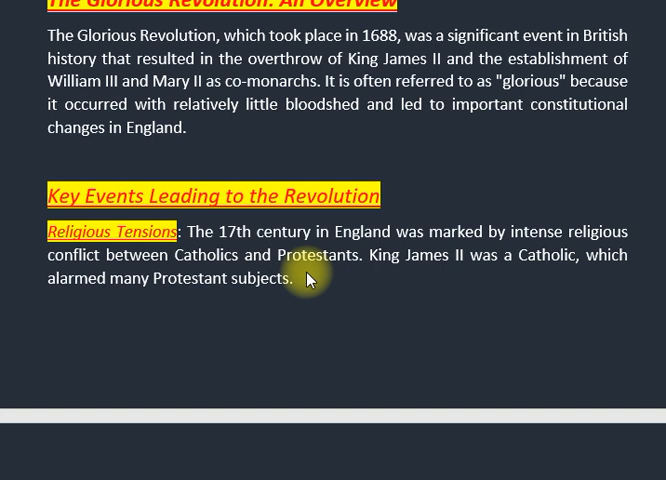 The Glorious Revolution: An Overview
The Glorious Revolution, which took place in 1688, was a significant event in British
history that resulted in the overthrow of King James II and the establishment of
William III and Mary II as co-monarchs. It is often referred to as "glorious" because
it occurred with relatively little bloodshed and led to important constitutional
changes in England.
Key Events Leading to the Revolution
Religious Tensions: The 17th century in England was marked by intense religious
conflict between Catholics and Protestants. King James II was a Catholic, which
alarmed many Protestant subjects.